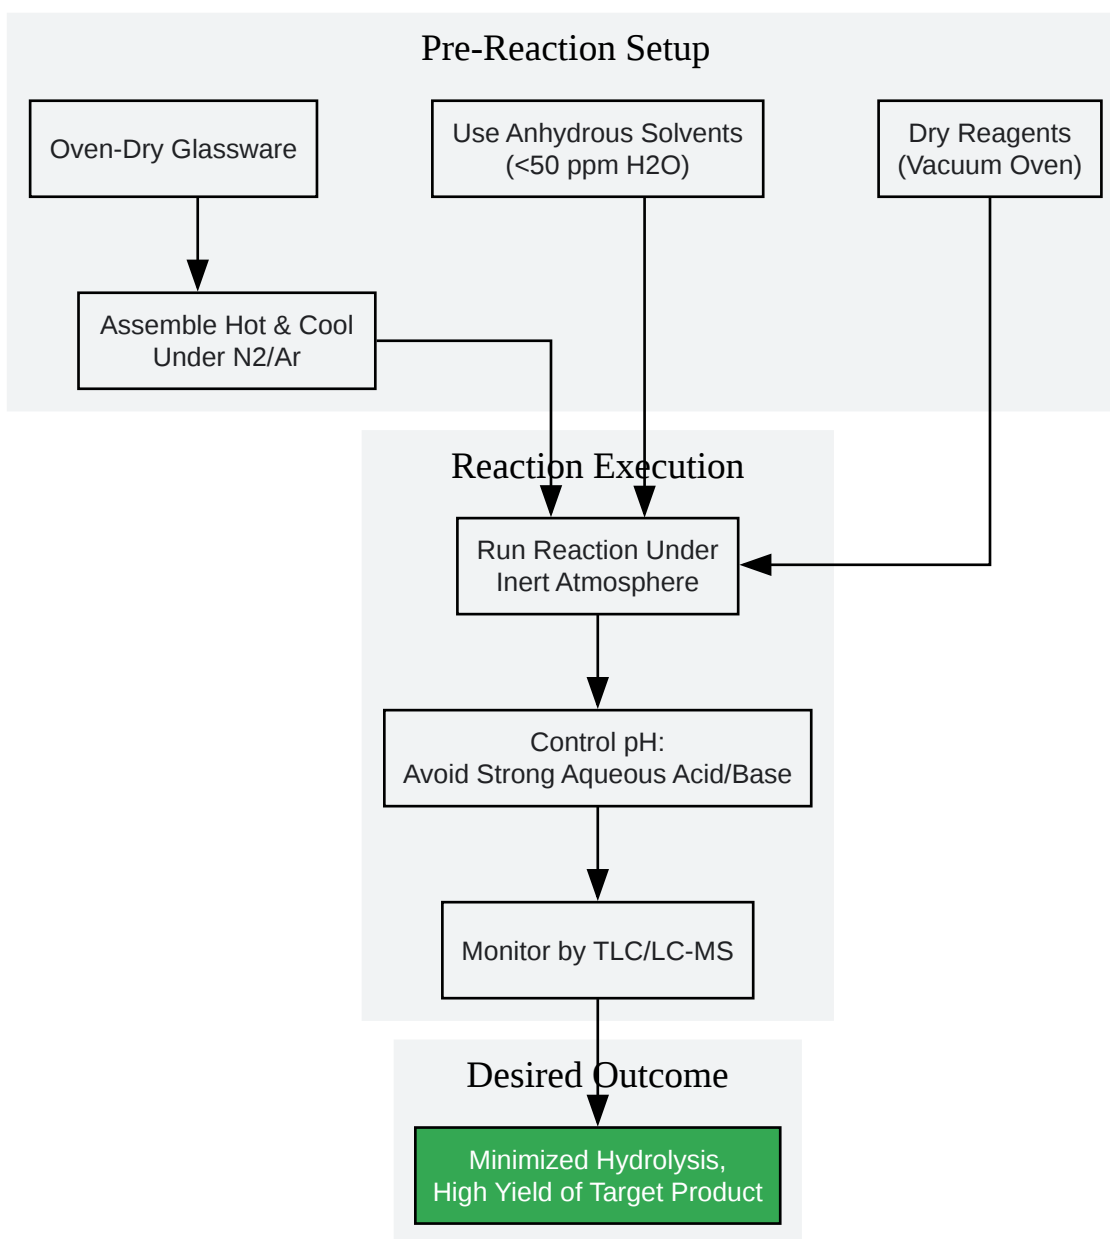 Pre-Reaction Setup
Oven-Dry Glassware
Use Anhydrous Solvents
(<50 ppm H2O)
Dry Reagents
(Vacuum Oven)
Assemble Hot & Cool
Under N2/Ar
Reaction Execution
Run Reaction Under
Inert Atmosphere
Control pH:
Avoid Strong Aqueous Acid/Base
Monitor by TLC/LC-MS
Desired Outcome
Minimized Hydrolysis,
High Yield of Target Product